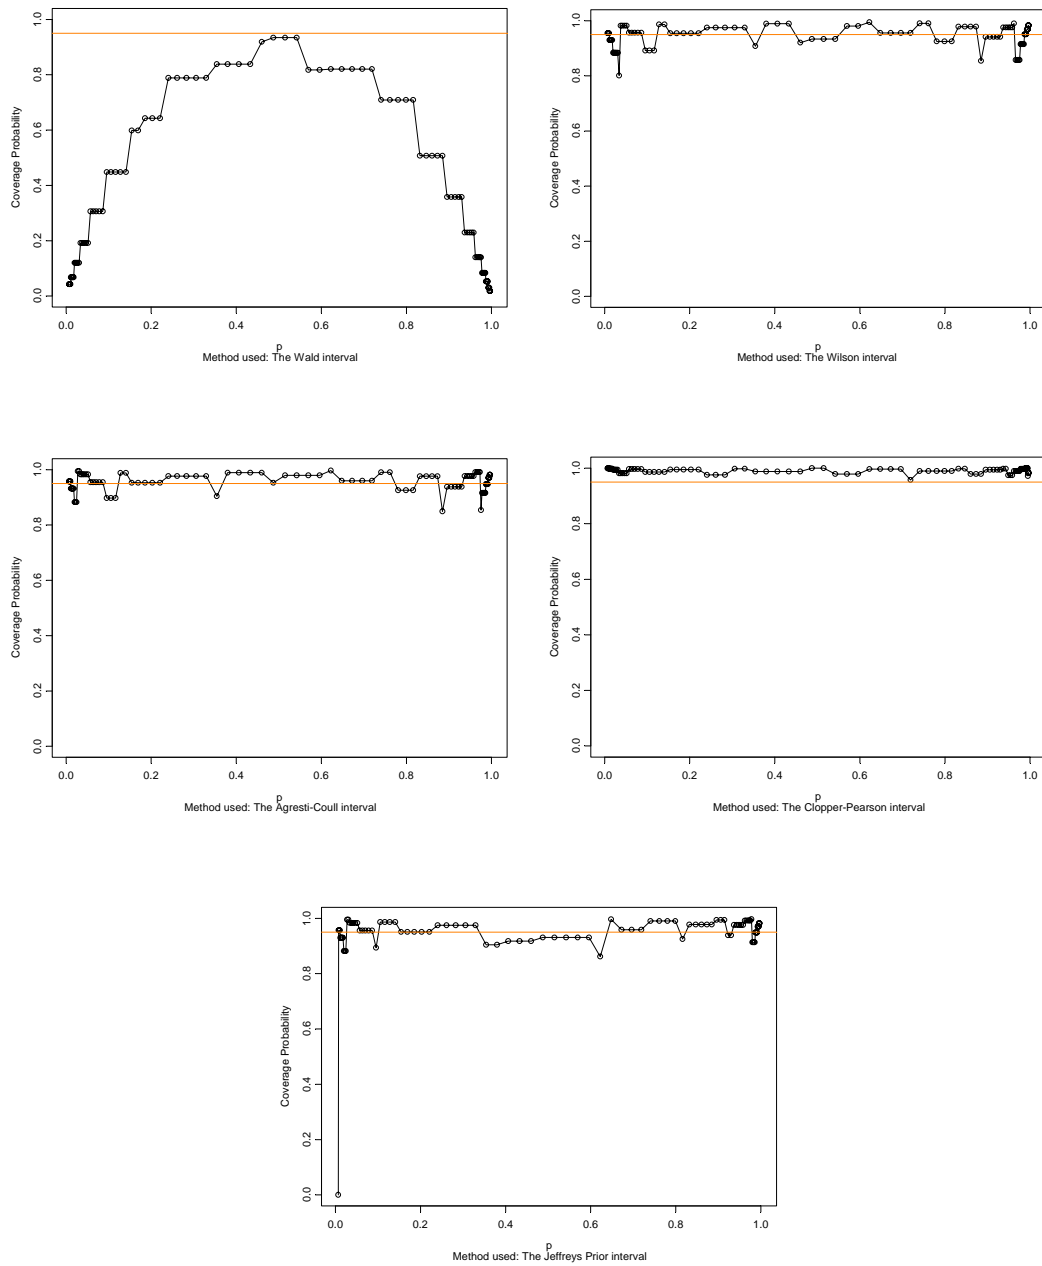 Coverage Probability
1.0
0.8
0.6
0.4
0.2
0.0
0.0 0.2 0.4 0.6 0.8 1.0
p
Method used: The Wald interval
Coverage Probability
1.0
0.8
0.6
0.4
0.2
0.0
0.0 0.2 0.4 0.6 0.8 1.0
p
Method used: The Wilson interval
Coverage Probability
1.0
0.8
0.6
0.4
0.2
0.0
0.0 0.2 0.4 0.6 0.8 1.0
p
Method used: The Agresti-Coull interval
Coverage Probability
1.0
0.8
0.6
0.4
0.2
0.0
0.0 0.2 0.4 0.6 0.8 1.0
p
Method used: The Clopper-Pearson interval
Coverage Probability
1.0
0.8
0.6
0.4
0.2
0.0
0.0 0.2 0.4 0.6 0.8 1.0
p
Method used: The Jeffreys Prior interval